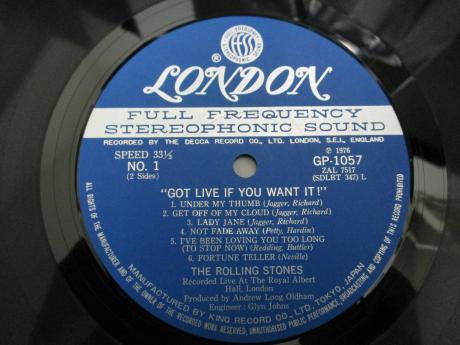 FULL FREQUENCY
STEREOPHONIC SOUND
ffss
®
LONDON
FULL FREQUENCY
STEREOPHONIC SOUND
RECORDED BY THE DECCA RECORD CO., LTD. LONDON, S.E.I., ENGLAND
SPEED 33⅓
NO. 1
(2 Sides)
℗ 1976
GP-1057
ZAL 7517
(SDLBT 347) L
"GOT LIVE IF YOU WANT IT!"
1. UNDER MY THUMB (Jagger, Richard)
2. GET OFF OF MY CLOUD (Jagger, Richard)
3. LADY JANE (Jagger, Richard)
4. NOT FADE AWAY (Petty, Hardin)
5. I'VE BEEN LOVING YOU TOO LONG
(TO STOP NOW) (Redding, Butler)
6. FORTUNE TELLER (Neville)
THE ROLLING STONES
Recorded Live At The Royal Albert
Hall, London
Produced by Andrew Loog Oldham
Engineer: Glyn Johns
MANUFACTURED BY KING RECORD CO., LTD. TOKYO, JAPAN
ALL RIGHTS OF THE MANUFACTURER AND OF THE OWNER OF THE RECORDED WORK RESERVED, UNAUTHORISED PUBLIC PERFORMANCE, BROADCASTING AND COPYING OF THIS RECORD PROHIBITED